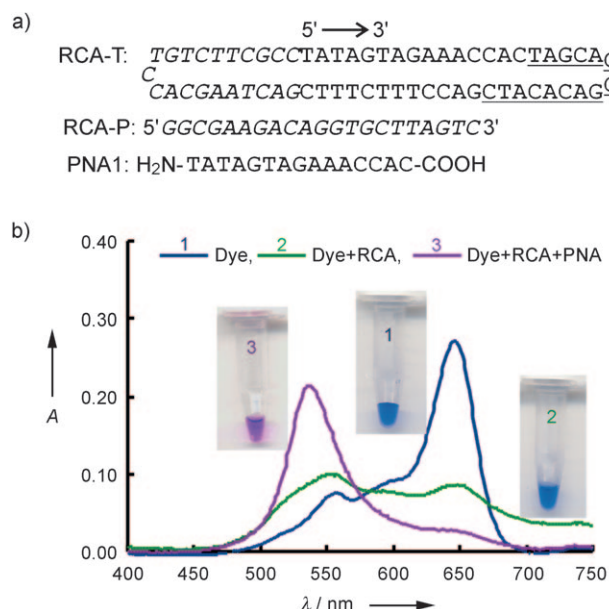 a)
5' ⟶ 3'
RCA-T: TGTCTTCGCCTATAGTAGAAACCACTAGCA
C
CACGAATCAGCTTTCTTTCCAGCTACACAG
RCA-P: 5'GGCGAAGACAGGTGCTTAGTC3'
PNA1: H₂N-TATAGTAGAAACCAC-COOH
b)
1 Dye, 2 Dye+RCA, 3 Dye+RCA+PNA
3
1
2
0.40
0.30
0.20
0.10
0.00
A
400 450 500 550 600 650 700 750
λ / nm